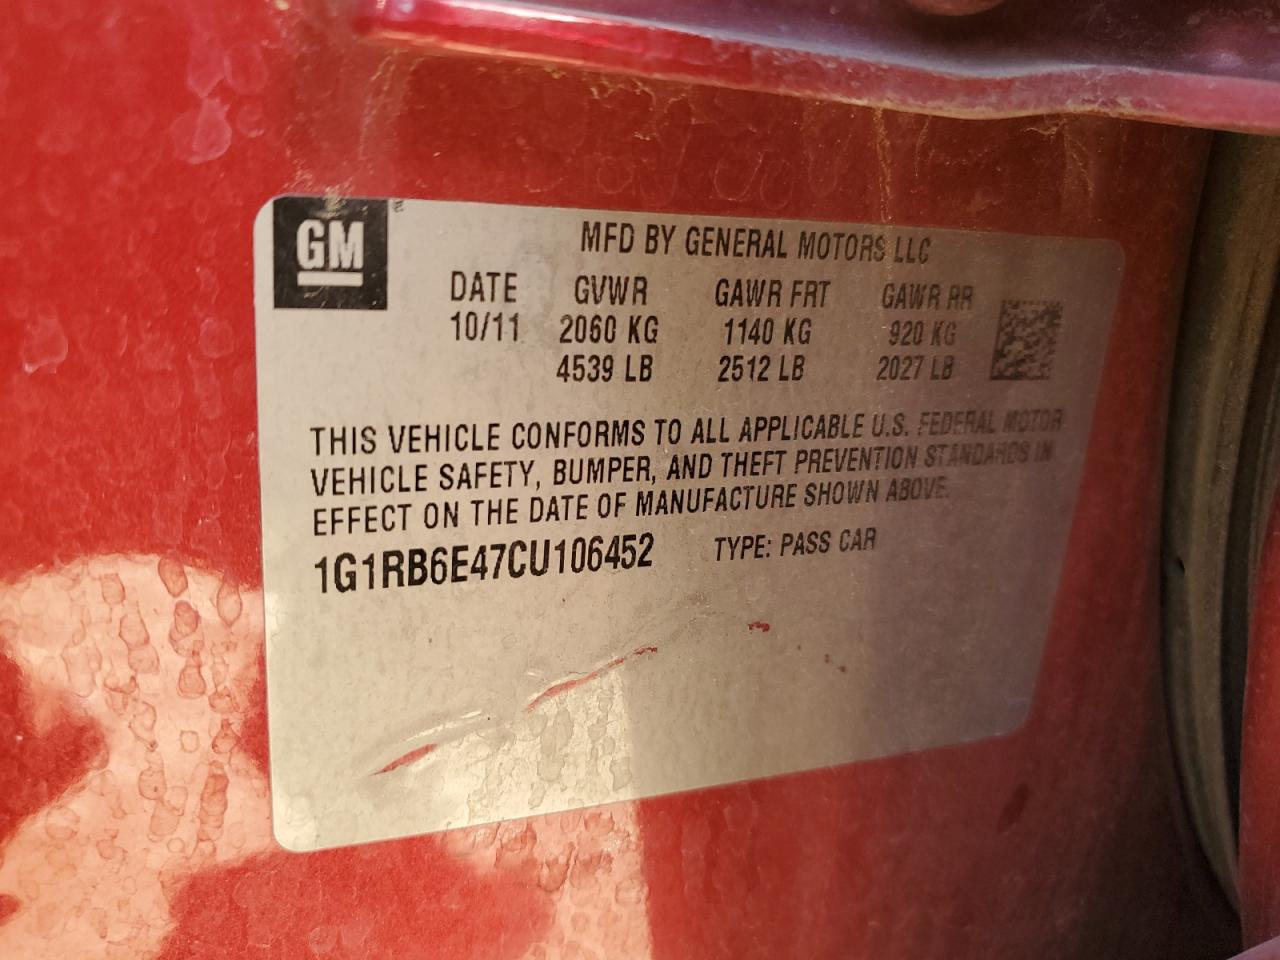 GM
MFD BY GENERAL MOTORS LLC
DATE GVWR GAWR FRT GAWR RR
10/11 2060 KG 1140 KG 920 KG
4539 LB 2512 LB 2027 LB
THIS VEHICLE CONFORMS TO ALL APPLICABLE U.S. FEDERAL MOTOR
VEHICLE SAFETY, BUMPER, AND THEFT PREVENTION STANDARDS IN
EFFECT ON THE DATE OF MANUFACTURE SHOWN ABOVE.
1G1RB6E47CU106452 TYPE: PASS CAR